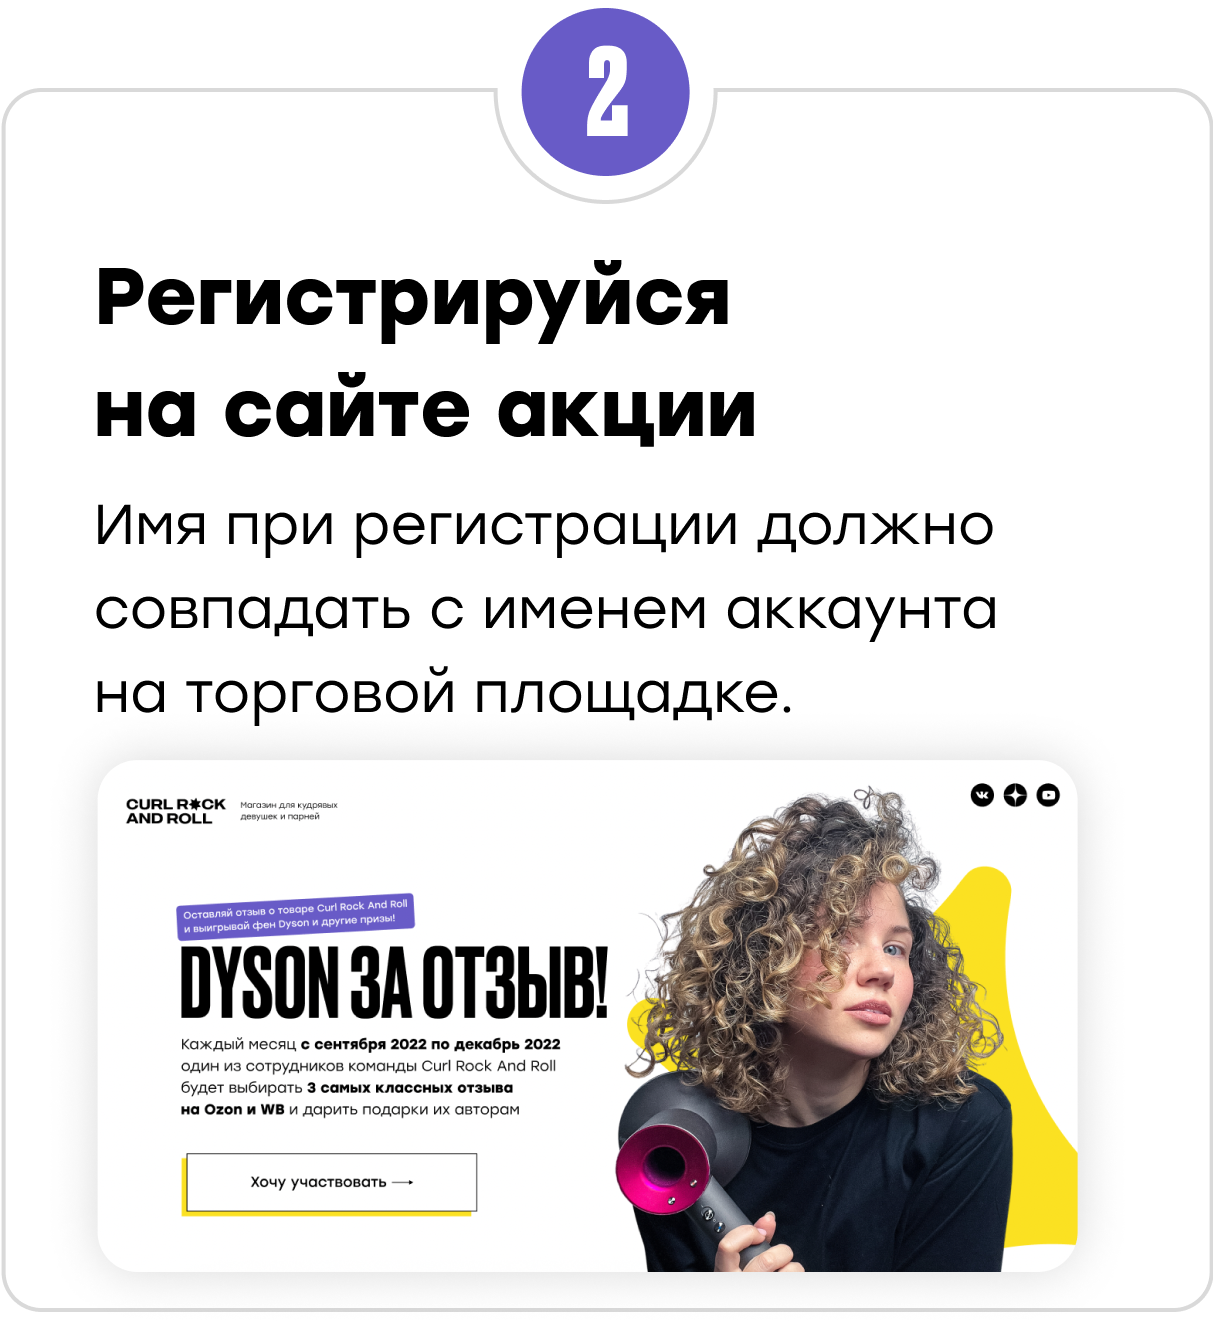 2
Регистрируйся
на сайте акции
Имя при регистрации должно
совпадать с именем аккаунта
на торговой площадке.
CURL ROCK
AND ROLL
Магазин для кудрявых
девушек и парней
Оставляй отзыв о товаре Curl Rock And Roll
и выигрывай фен Dyson и другие призы!
DYSON ЗА ОТЗЫВ!
Каждый месяц с сентября 2022 по декабрь 2022
один из сотрудников команды Curl Rock And Roll
будет выбирать 3 самых классных отзыва
на Ozon и WB и дарить подарки их авторам
Хочу участвовать →